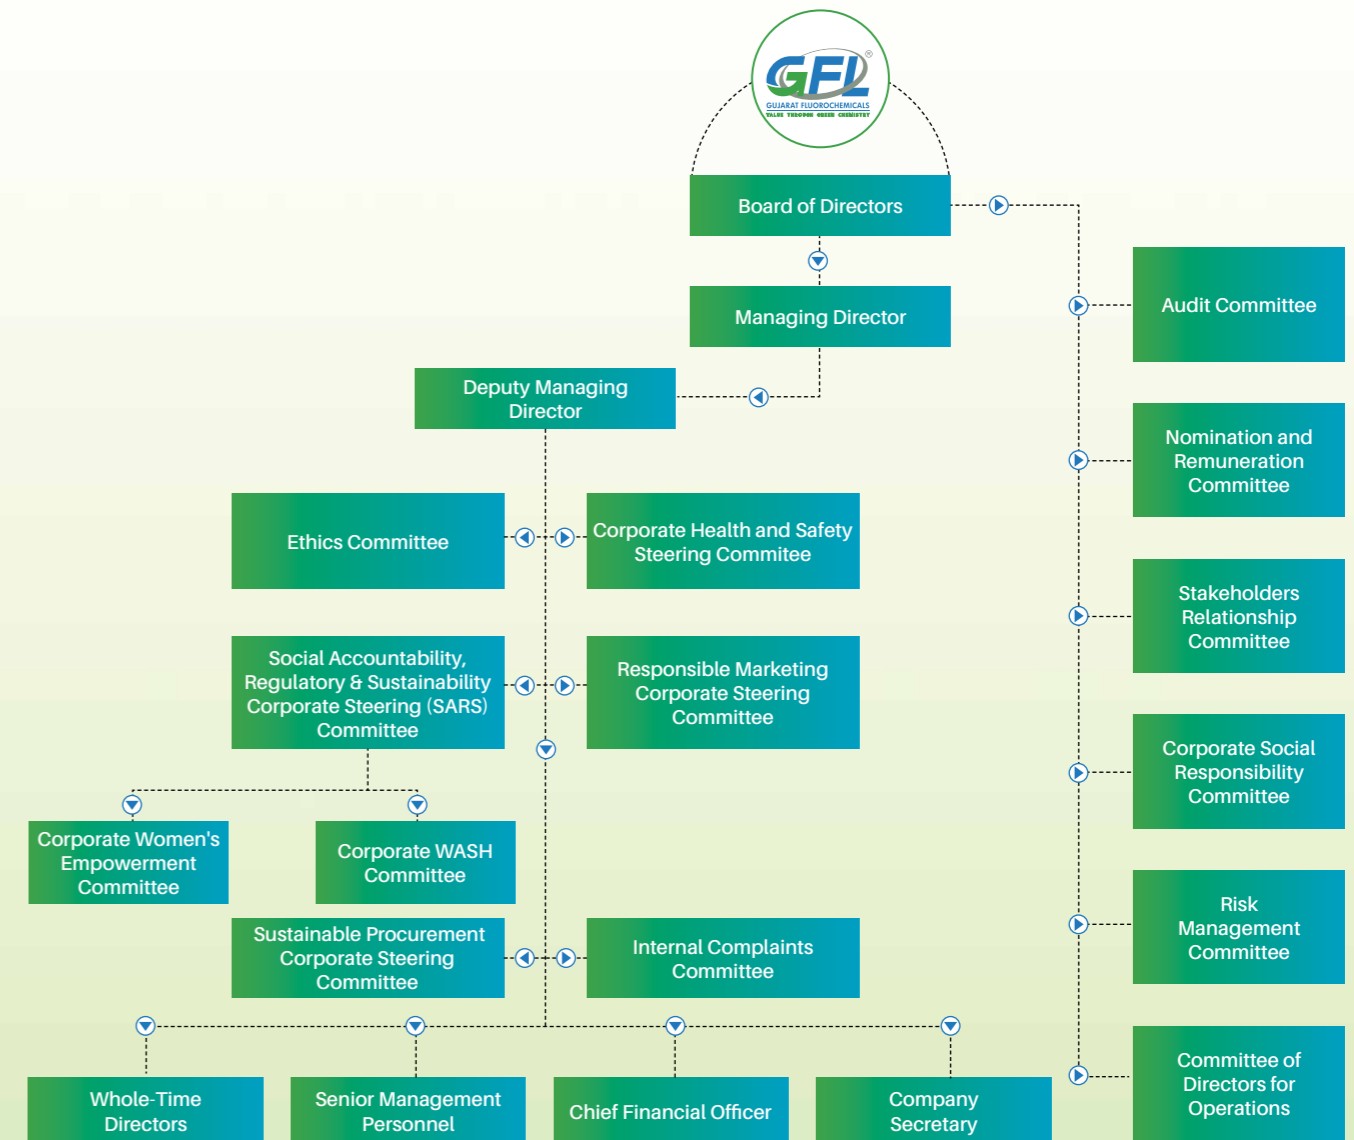 GFL®
GUJARAT FLUOROCHEMICALS
VALUE THROUGH GREEN CHEMISTRY
Board of Directors
Managing Director
Deputy Managing
Director
Ethics Committee
Corporate Health and Safety
Steering Commitee
Social Accountability,
Regulatory & Sustainability
Corporate Steering (SARS)
Committee
Responsible Marketing
Corporate Steering
Committee
Corporate Women's
Empowerment
Committee
Corporate WASH
Committee
Sustainable Procurement
Corporate Steering
Committee
Internal Complaints
Committee
Whole-Time
Directors
Senior Management
Personnel
Chief Financial Officer
Company
Secretary
Audit Committee
Nomination and
Remuneration
Committee
Stakeholders
Relationship
Committee
Corporate Social
Responsibility
Committee
Risk
Management
Committee
Committee of
Directors for
Operations